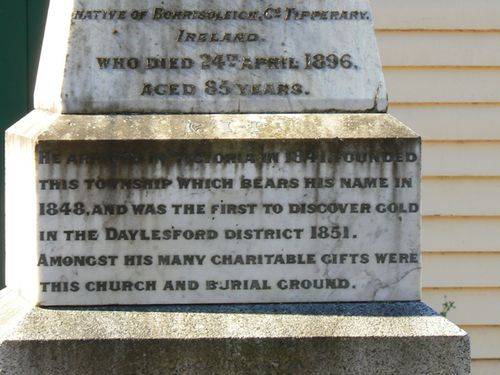 NATIVE OF BORRISOLEIGH, Co TIPPERARY,
IRELAND.
WHO DIED 24TH APRIL 1896.
AGED 85 YEARS.
HE ARRIVED IN VICTORIA IN 1841. FOUNDED
THIS TOWNSHIP WHICH BEARS HIS NAME IN
1848, AND WAS THE FIRST TO DISCOVER GOLD
IN THE DAYLESFORD DISTRICT 1851.
AMONGST HIS MANY CHARITABLE GIFTS WERE
THIS CHURCH AND BURIAL GROUND.